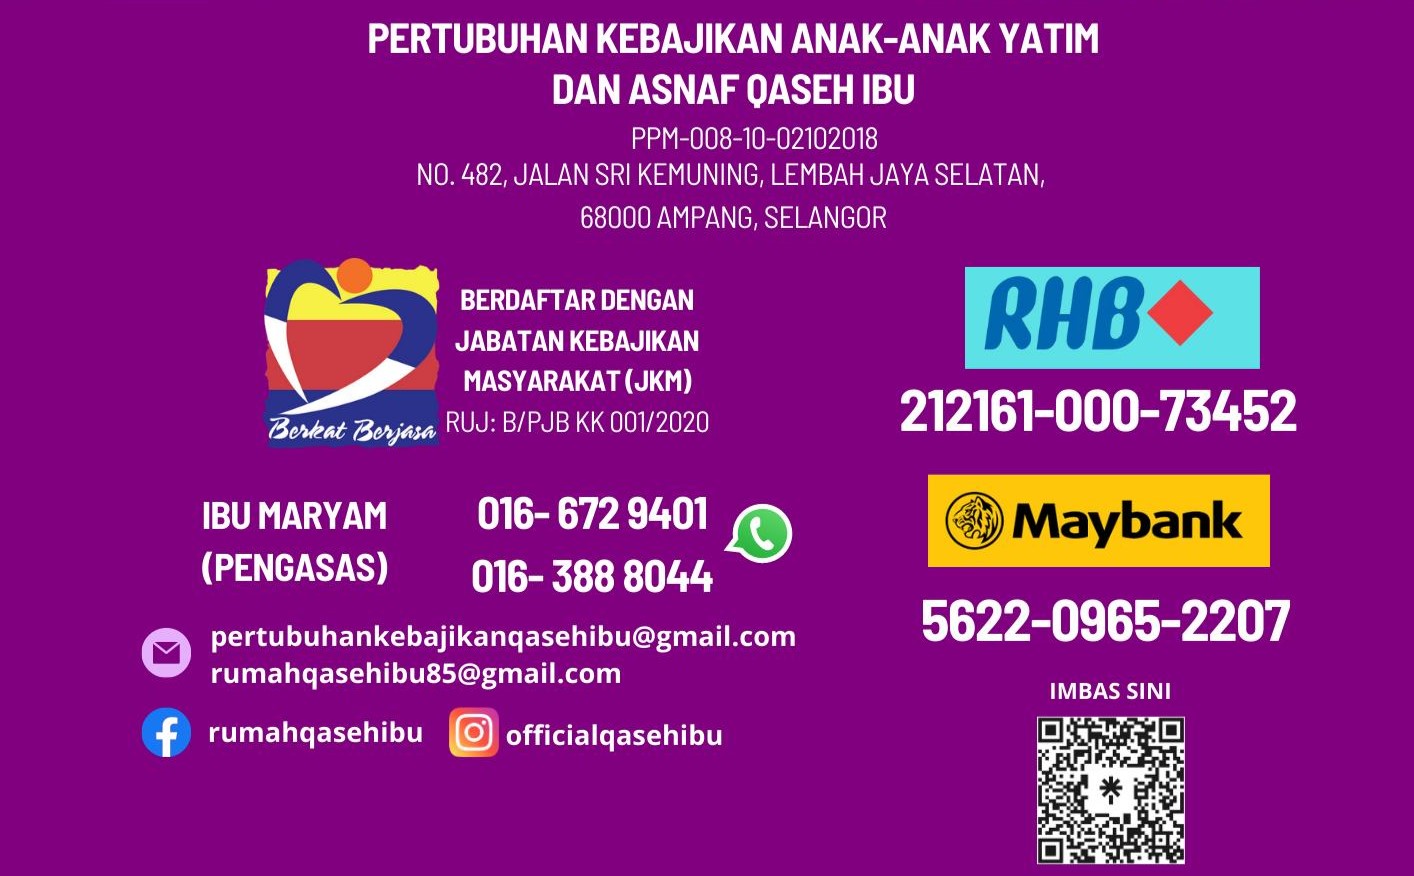 PERTUBUHAN KEBAJIKAN ANAK-ANAK YATIM
DAN ASNAF QASEH IBU
PPM-008-10-02102018
NO. 482, JALAN SRI KEMUNING, LEMBAH JAYA SELATAN,
68000 AMPANG, SELANGOR
Berkat Berjasa
BERDAFTAR DENGAN
JABATAN KEBAJIKAN
MASYARAKAT (JKM)
RUJ: B/PJB KK 001/2020
RHB
212161-000-73452
Maybank
5622-0965-2207
IBU MARYAM
(PENGASAS)
016- 672 9401
016- 388 8044
pertubuhankebajikanqasehibu@gmail.com
rumahqasehibu85@gmail.com
rumahqasehibu
officialqasehibu
IMBAS SINI